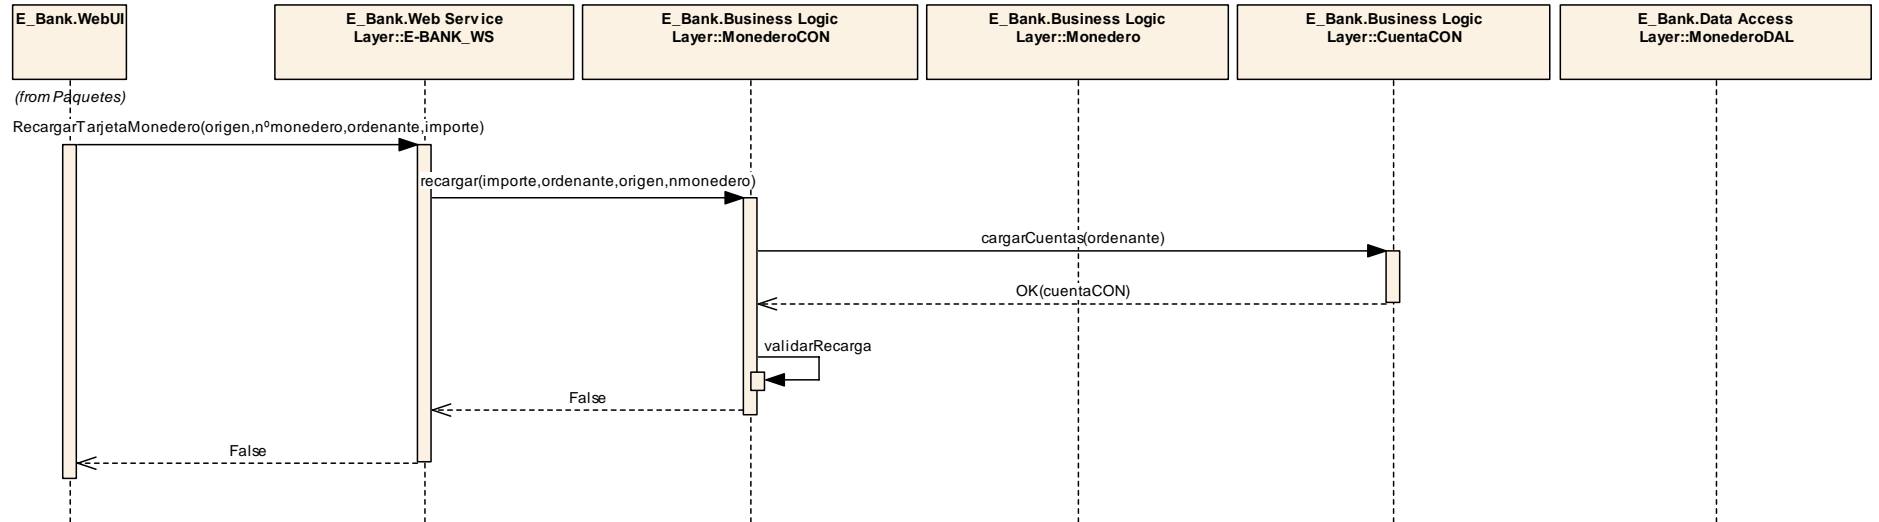 E_Bank.WebUI
E_Bank.Web Service
Layer::E-BANK_WS
E_Bank.Business Logic
Layer::MonederoCON
E_Bank.Business Logic
Layer::Monedero
E_Bank.Business Logic
Layer::CuentaCON
E_Bank.Data Access
Layer::MonederoDAL
(from Paquetes)
RecargarTarjetaMonedero(origen,nºmonedero,ordenante,importe)
recargar(importe,ordenante,origen,nmonedero)
cargarCuentas(ordenante)
OK(cuentaCON)
validarRecarga
False
False